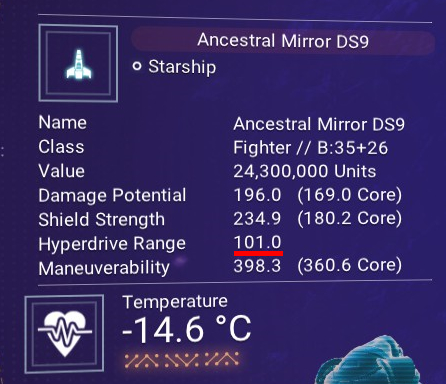 Ancestral Mirror DS9
Starship
Name Ancestral Mirror DS9
Class Fighter // B:35+26
Value 24,300,000 Units
Damage Potential 196.0 (169.0 Core)
Shield Strength 234.9 (180.2 Core)
Hyperdrive Range 101.0
Maneuverability 398.3 (360.6 Core)
Temperature
-14.6 °C